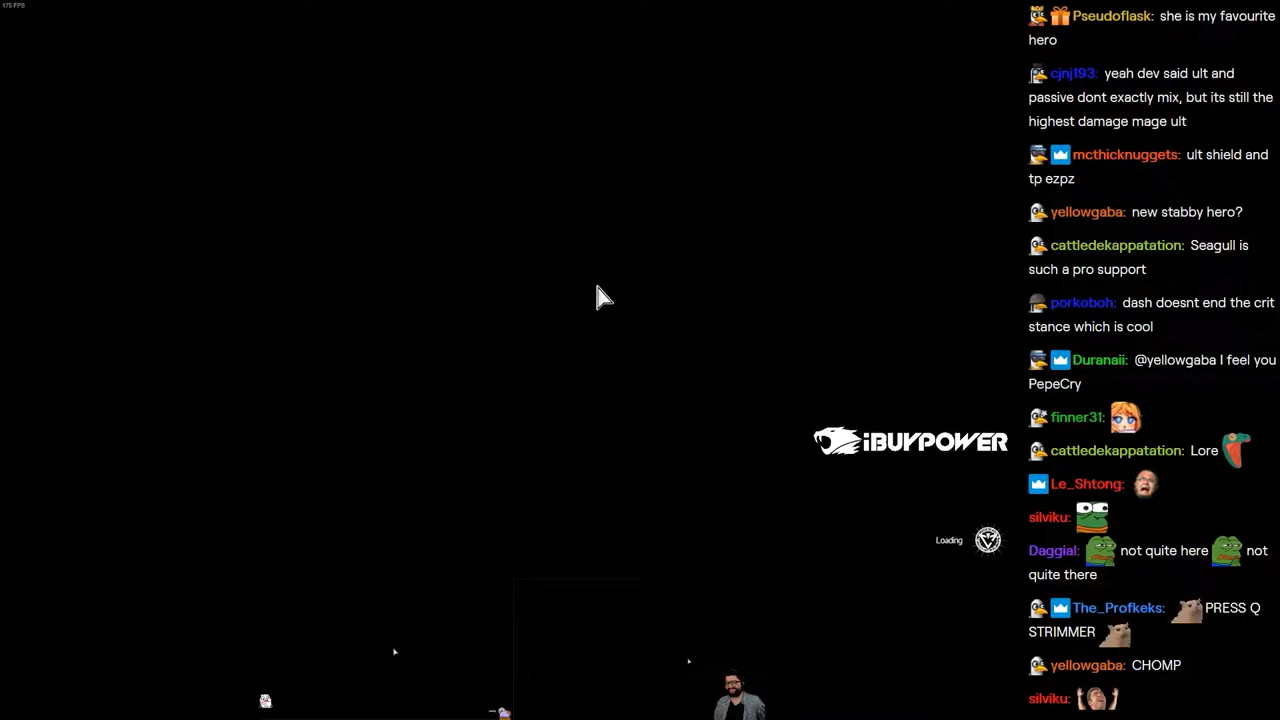 175 FPS
Pseudoflask: she is my favourite
hero
cjnj193: yeah dev said ult and
passive dont exactly mix, but its still the
highest damage mage ult
mcthicknuggets: ult shield and
tp ezpz
yellowgaba: new stabby hero?
cattledekappatation: Seagull is
such a pro support
porkoboh: dash doesnt end the crit
stance which is cool
Duranaii: @yellowgaba I feel you
PepeCry
finner31:
iBUYPOWER
cattledekappatation: Lore
Le_Shtong:
silviku:
Loading
Daggial: not quite here not
quite there
The_Profkeks: PRESS Q
STRIMMER
yellowgaba: CHOMP
silviku: